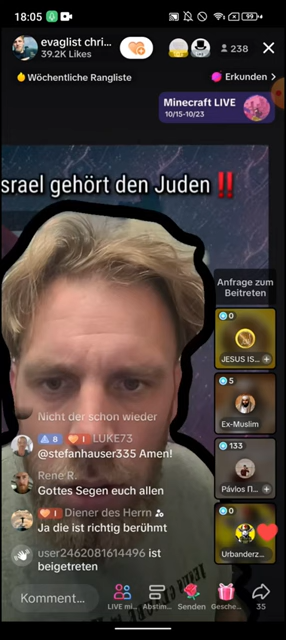 18:05
99+
evaglist chri...
39.2K Likes
238
Wöchentliche Rangliste
Erkunden
Minecraft LIVE
10/15-10/23
srael gehört den Juden‼️
Anfrage zum
Beitreten
0
JESUS IS...
5
Ex-Muslim
133
Pávlos Π...
0
Urbanderz...
Nicht der schon wieder
8 1 LUKE73
@stefanhauser335 Amen!
Rene R.
Gottes Segen euch allen
1 Diener des Herrn
Ja die ist richtig berühmt
user2462081614496 ist
beigetreten
Komment...
LIVE mi...
Abstim...
Senden
Gesche...
35